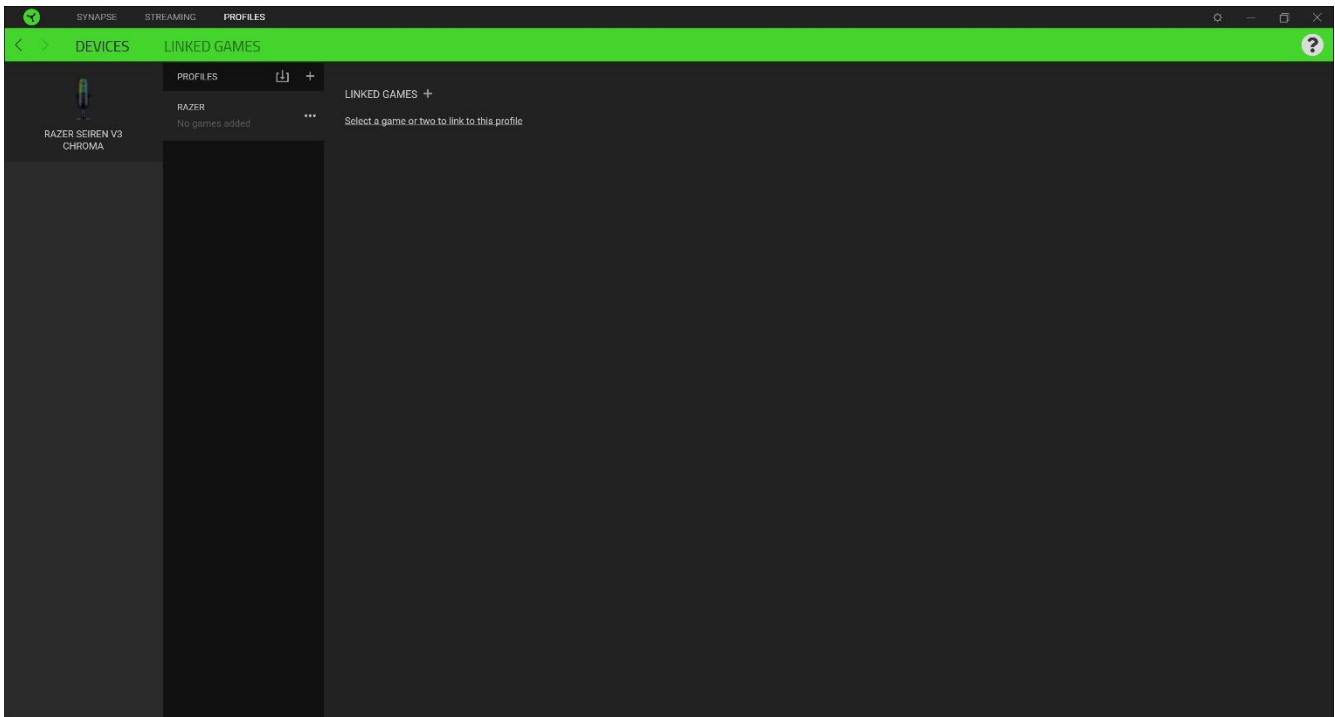 SYNAPSE STREAMING PROFILES
DEVICES LINKED GAMES
?
RAZER SEIREN V3
CHROMA
PROFILES
RAZER
No games added
LINKED GAMES +
Select a game or two to link to this profile